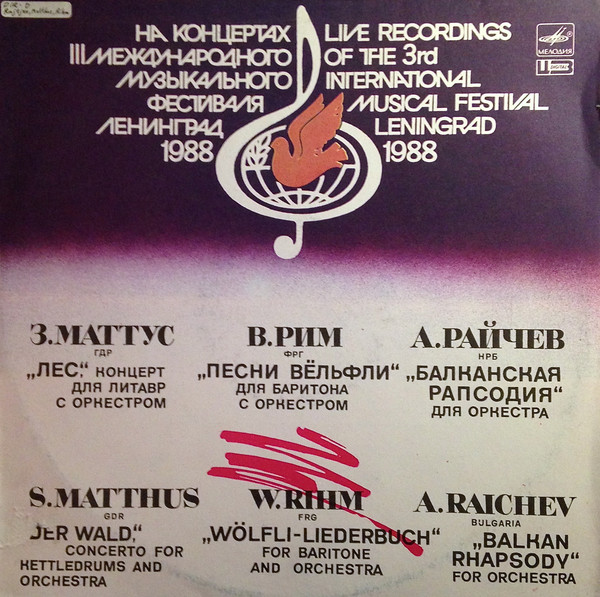 НА КОНЦЕРТАХ
III МЕЖДУНАРОДНОГО
МУЗЫКАЛЬНОГО
ФЕСТИВАЛЯ
ЛЕНИНГРАД
1988
LIVE RECORDINGS
OF THE 3rd
INTERNATIONAL
MUSICAL FESTIVAL
LENINGRAD
1988
МЕЛОДИЯ
DIGITAL
З.МАТТУС
ГДР
„ЛЕС“ КОНЦЕРТ
ДЛЯ ЛИТАВР
С ОРКЕСТРОМ
В.РИМ
ФРГ
„ПЕСНИ ВЁЛЬФЛИ“
ДЛЯ БАРИТОНА
С ОРКЕСТРОМ
А.РАЙЧЕВ
НРБ
„БАЛКАНСКАЯ
РАПСОДИЯ“
ДЛЯ ОРКЕСТРА
S.MATTHUS
GDR
DER WALD,“
CONCERTO FOR
KETTLEDRUMS AND
ORCHESTRA
W.RIHM
FRG
„WÖLFLI-LIEDERBUCH“
FOR BARITONE
AND ORCHESTRA
A.RAICHEV
BULGARIA
„BALKAN
RHAPSODY“
FOR ORCHESTRA